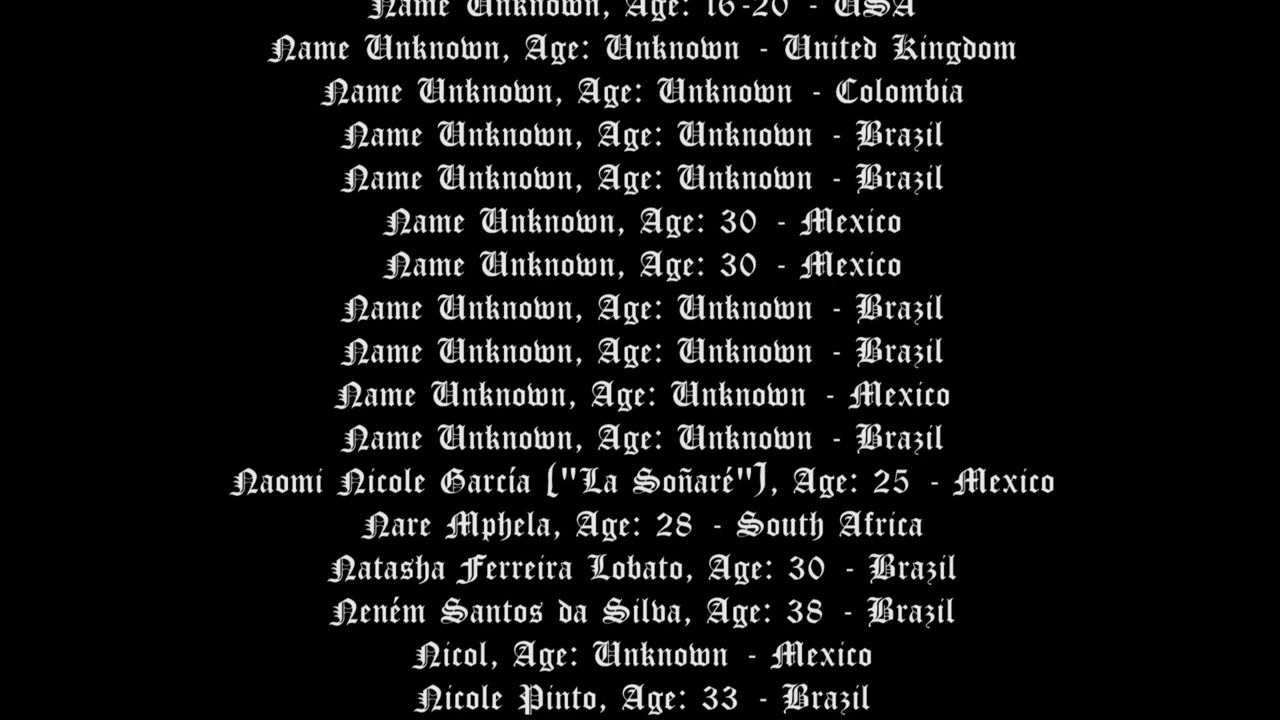 Name Unknown, Age: 16-20 - USA
Name Unknown, Age: Unknown - United Kingdom
Name Unknown, Age: Unknown - Colombia
Name Unknown, Age: Unknown - Brazil
Name Unknown, Age: Unknown - Brazil
Name Unknown, Age: 30 - Mexico
Name Unknown, Age: 30 - Mexico
Name Unknown, Age: Unknown - Brazil
Name Unknown, Age: Unknown - Brazil
Name Unknown, Age: Unknown - Mexico
Name Unknown, Age: Unknown - Brazil
Naomi Nicole García ("La Soñaré"), Age: 25 - Mexico
Nare Mphela, Age: 28 - South Africa
Natasha Ferreira Lobato, Age: 30 - Brazil
Neném Santos da Silva, Age: 38 - Brazil
Nicol, Age: Unknown - Mexico
Nicole Pinto, Age: 33 - Brazil